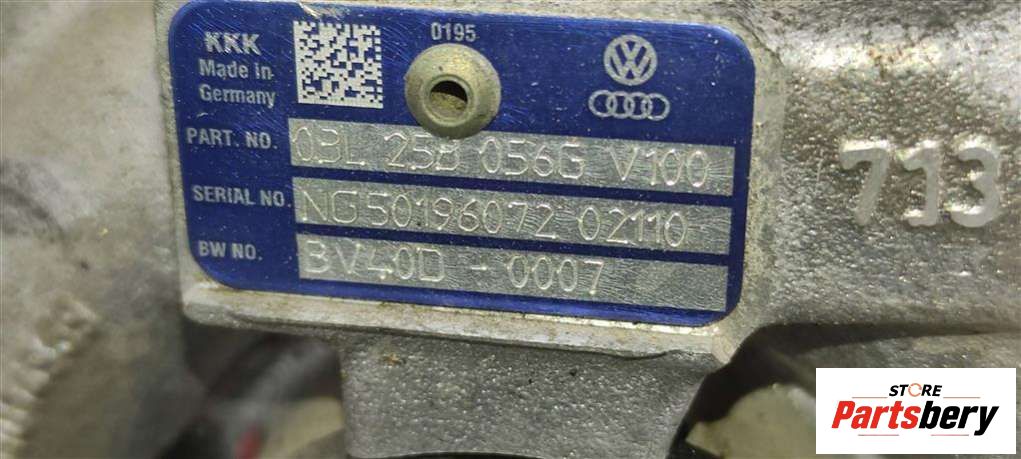 KKK
Made in
Germany
0195
PART. NO. 03L 253 056G V100
SERIAL NO. NG50196072 02110
BW NO. BV40D - 0007
713
STORE
Partsbery